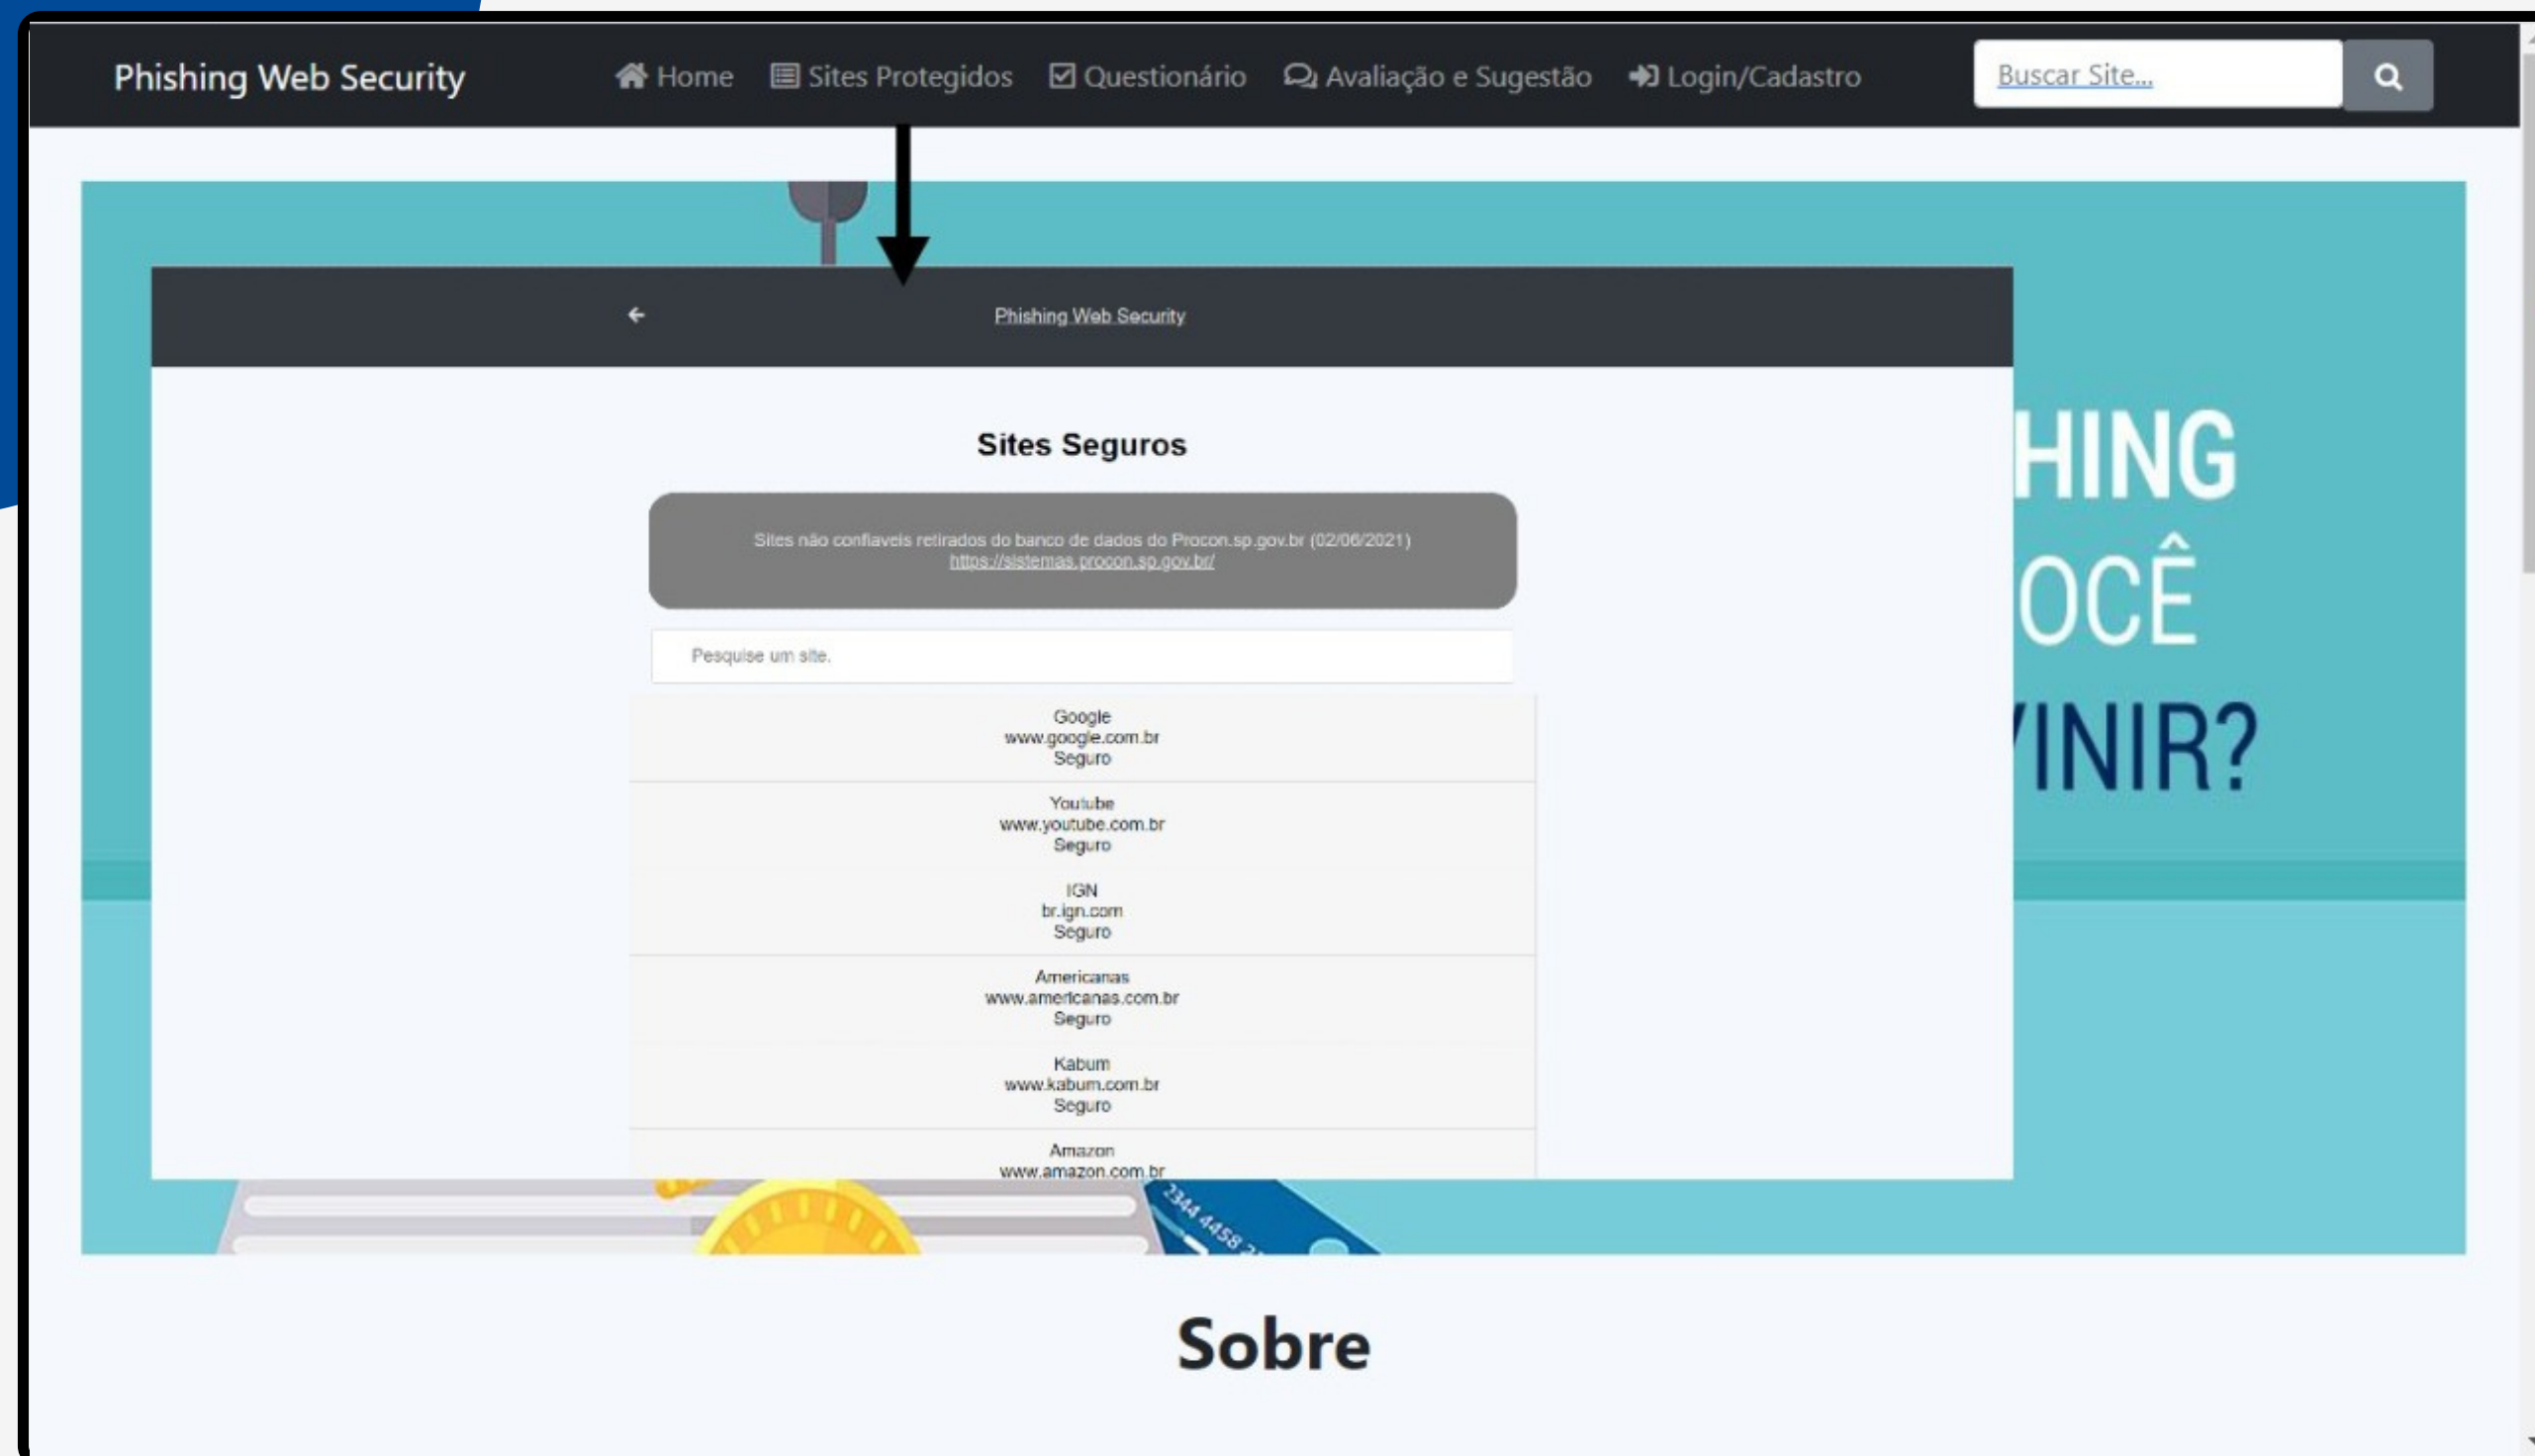 Phishing Web Security
Home
Sites Protegidos
Questionário
Avaliação e Sugestão
Login/Cadastro
Buscar Site...
Phishing Web Security
Sites Seguros
Sites não confiaveis retirados do banco de dados do Procon.sp.gov.br (02/06/2021)
https://sistemas.procon.sp.gov.br/
Pesquise um site.
Google
www.google.com.br
Seguro
Youtube
www.youtube.com.br
Seguro
IGN
br.ign.com
Seguro
Americanas
www.americanas.com.br
Seguro
Kabum
www.kabum.com.br
Seguro
Amazon
www.amazon.com.br
HING
OCÊ
VINIR?
2344 4458 2
Sobre